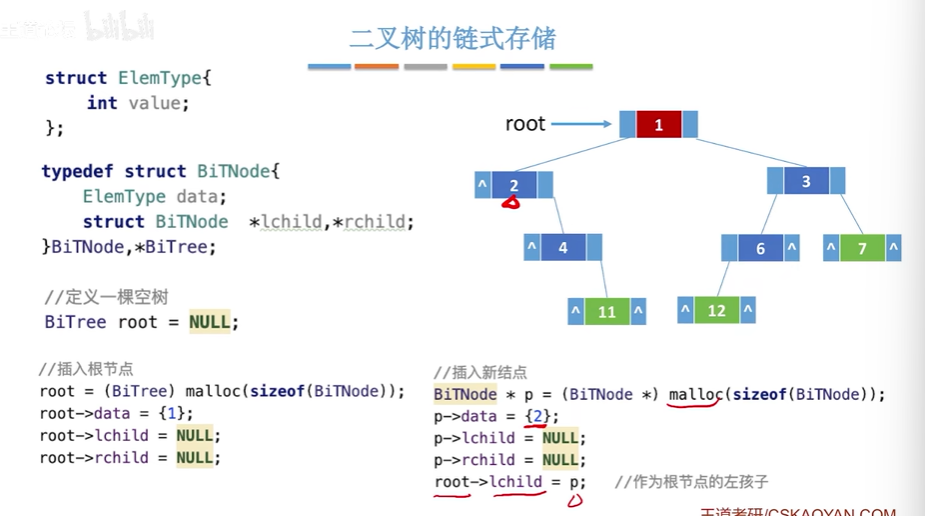 bilibili
二叉树的链式存储
struct ElemType{
int value;
};
typedef struct BiTNode{
ElemType data;
struct BiTNode *lchild,*rchild;
}BiTNode,*BiTree;
//定义一棵空树
BiTree root = NULL;
//插入根节点
root = (BiTree) malloc(sizeof(BiTNode));
root->data = {1};
root->lchild = NULL;
root->rchild = NULL;
root
1
^ 2
3
^ 4
6 ^
^ 7 ^
^ 11 ^
^ 12 ^
//插入新结点
BiTNode * p = (BiTNode *) malloc(sizeof(BiTNode));
p->data = {2};
p->lchild = NULL;
p->rchild = NULL;
root->lchild = p; //作为根节点的左孩子
王道考研/CSKAOYAN.COM